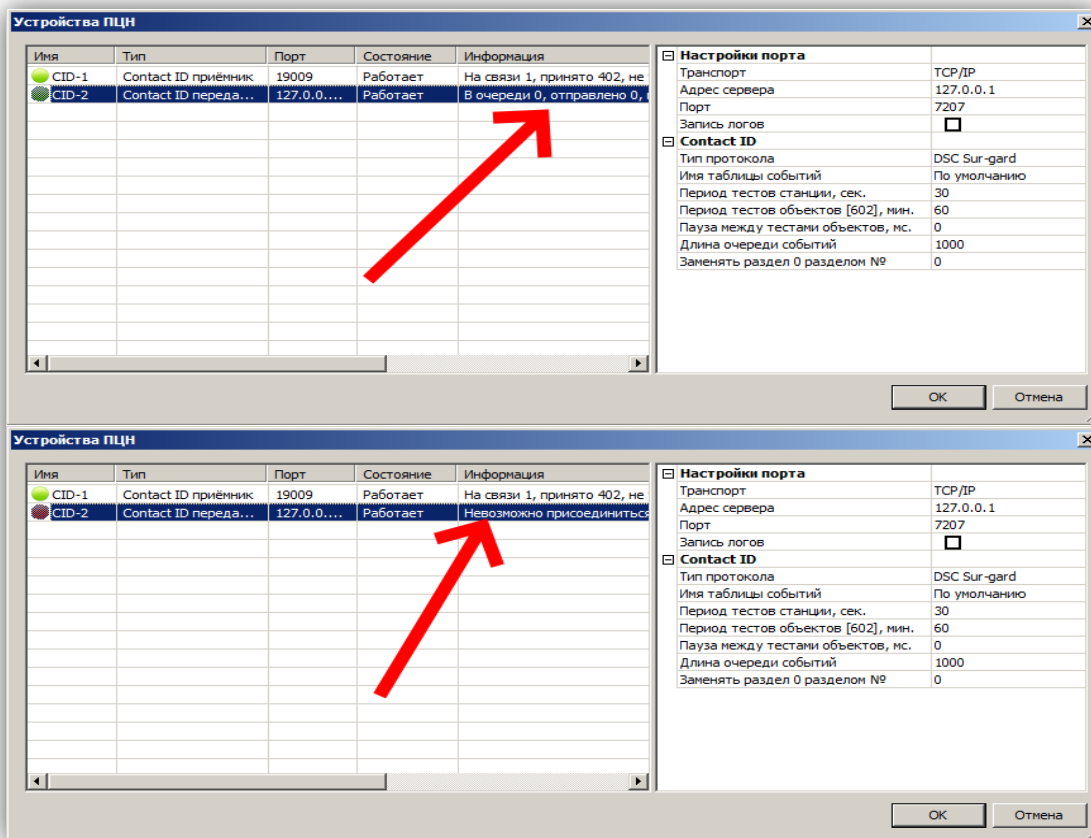 Устройства ПЦН
Имя Тип Порт Состояние Информация
CID-1 Contact ID приёмник 19009 Работает На связи 1, принято 402, не
CID-2 Contact ID переда... 127.0.0.... Работает В очереди 0, отправлено 0,
Настройки порта
Транспорт TCP/IP
Адрес сервера 127.0.0.1
Порт 7207
Запись логов
Contact ID
Тип протокола DSC Sur-gard
Имя таблицы событий По умолчанию
Период тестов станции, сек. 30
Период тестов объектов [602], мин. 60
Пауза между тестами объектов, мс. 0
Длина очереди событий 1000
Заменять раздел 0 разделом № 0
OK Отмена
Устройства ПЦН
Имя Тип Порт Состояние Информация
CID-1 Contact ID приёмник 19009 Работает На связи 1, принято 402, не
CID-2 Contact ID переда... 127.0.0.... Работает Невозможно присоединиться
Настройки порта
Транспорт TCP/IP
Адрес сервера 127.0.0.1
Порт 7207
Запись логов
Contact ID
Тип протокола DSC Sur-gard
Имя таблицы событий По умолчанию
Период тестов станции, сек. 30
Период тестов объектов [602], мин. 60
Пауза между тестами объектов, мс. 0
Длина очереди событий 1000
Заменять раздел 0 разделом № 0
OK Отмена